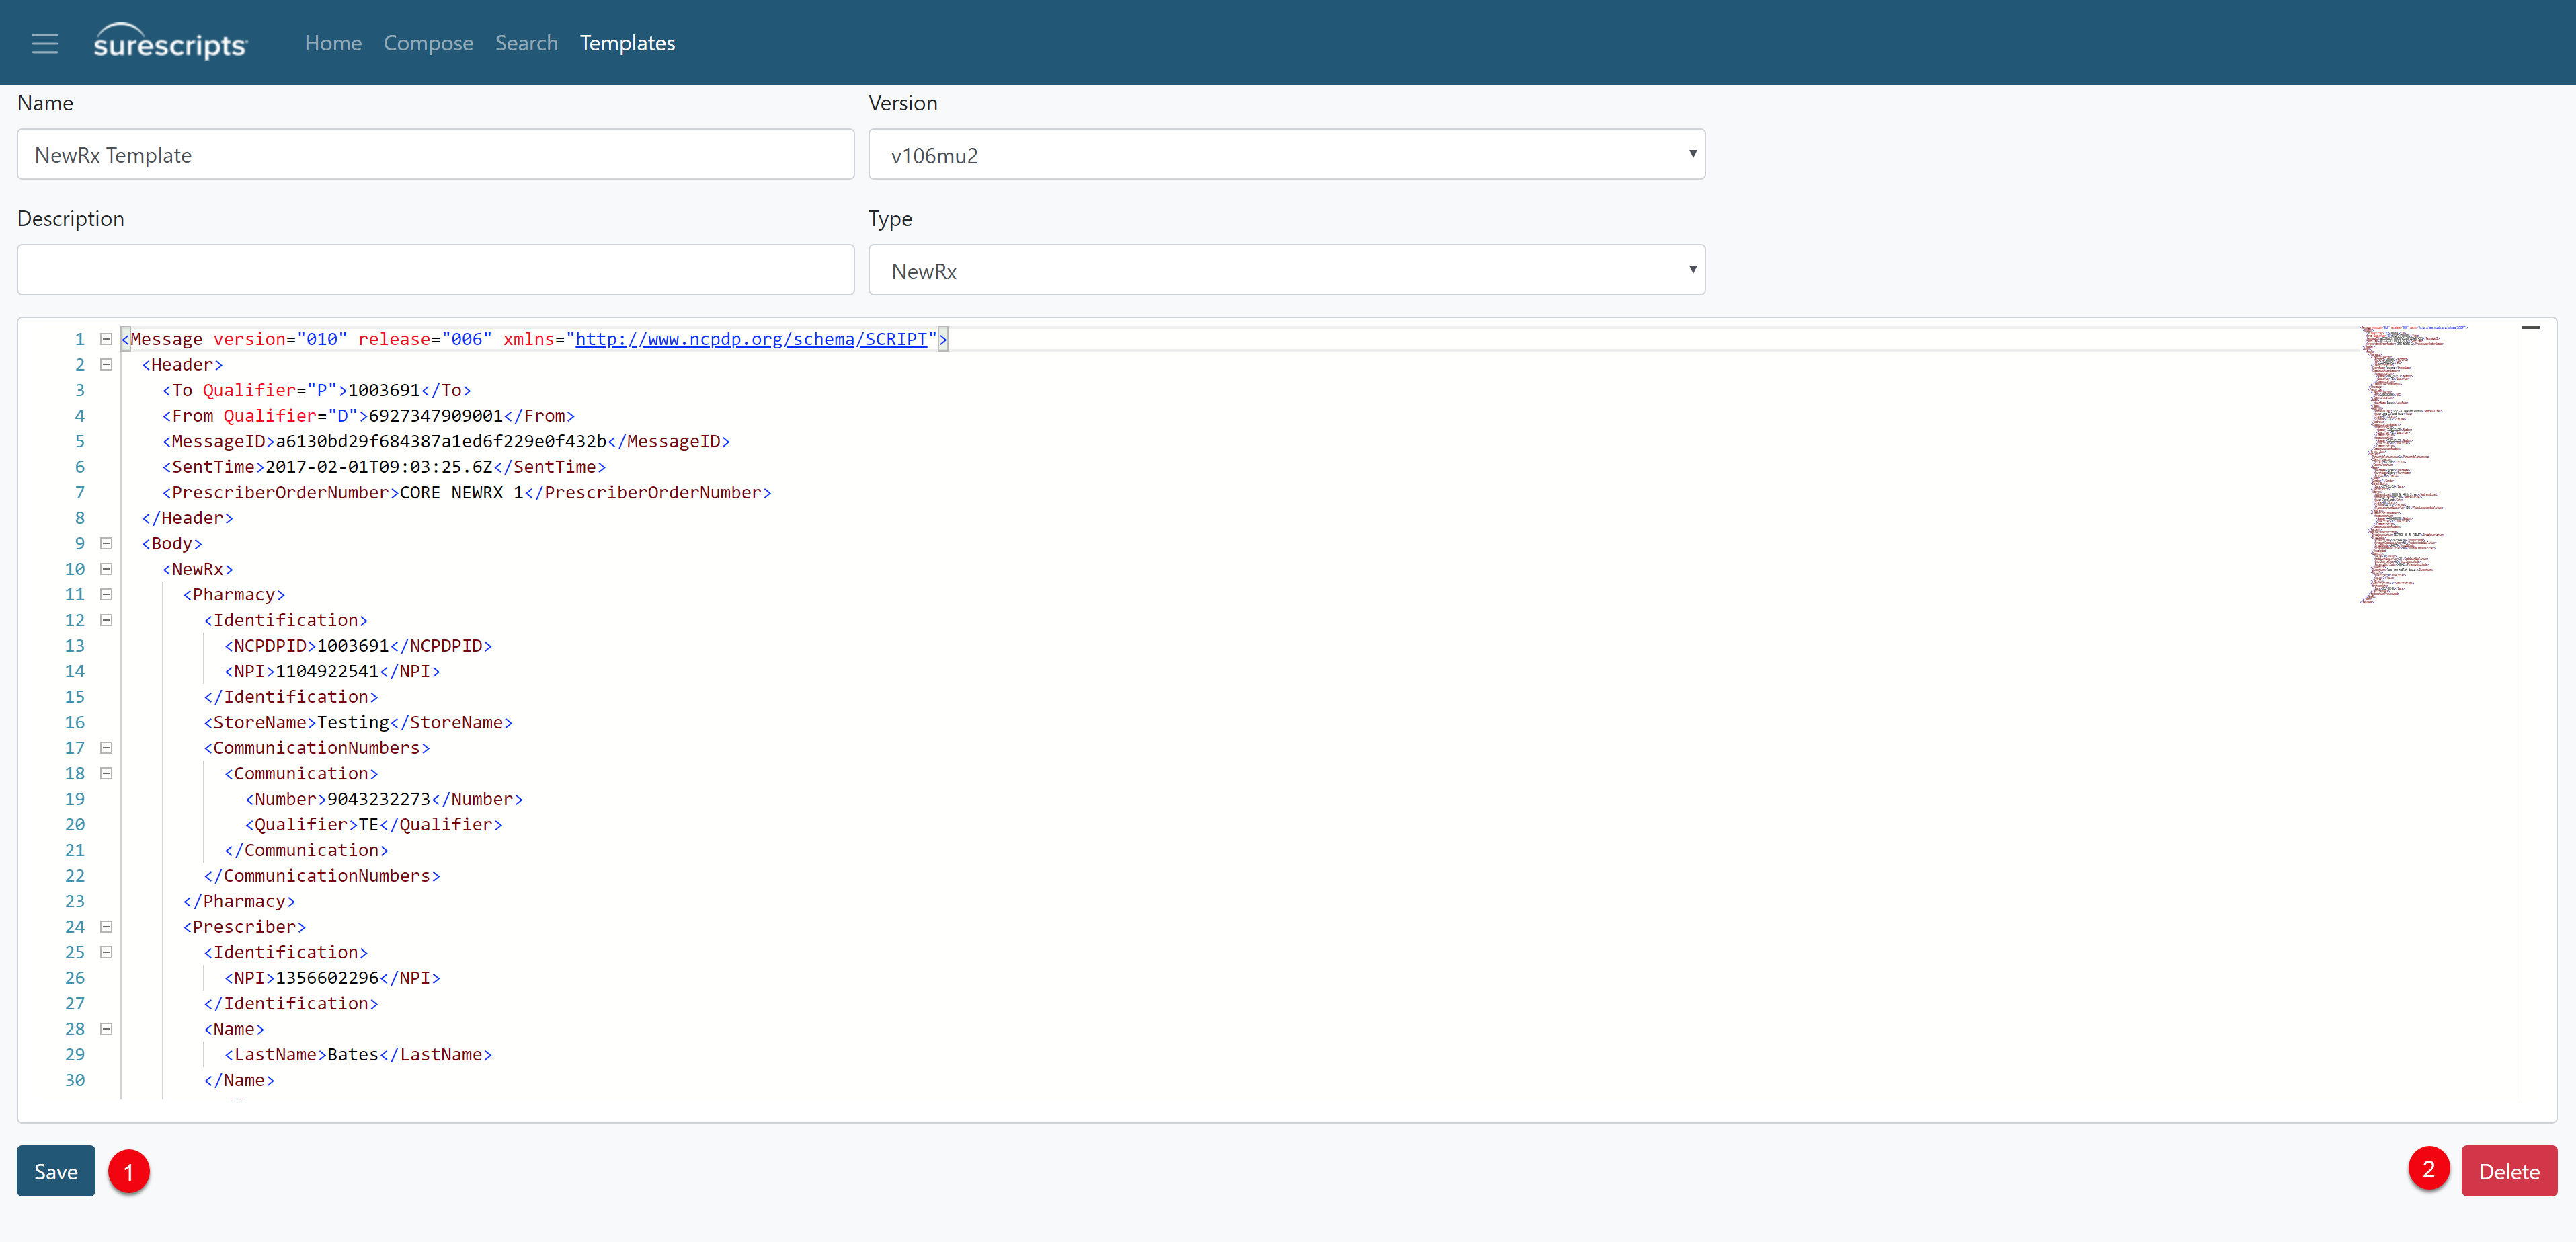 surescripts Home Compose Search Templates
Name Version
NewRx Template v106mu2
Description Type
NewRx
1 <Message version="010" release="006" xmlns="http://www.ncpdp.org/schema/SCRIPT">
2 <Header>
3 <To Qualifier="P">1003691</To>
4 <From Qualifier="D">6927347909001</From>
5 <MessageID>a6130bd29f684387a1ed6f229e0f432b</MessageID>
6 <SentTime>2017-02-01T09:03:25.6Z</SentTime>
7 <PrescriberOrderNumber>CORE NEWRX 1</PrescriberOrderNumber>
8 </Header>
9 <Body>
10 <NewRx>
11 <Pharmacy>
12 <Identification>
13 <NCPDPID>1003691</NCPDPID>
14 <NPI>1104922541</NPI>
15 </Identification>
16 <StoreName>Testing</StoreName>
17 <CommunicationNumbers>
18 <Communication>
19 <Number>9043232273</Number>
20 <Qualifier>TE</Qualifier>
21 </Communication>
22 </CommunicationNumbers>
23 </Pharmacy>
24 <Prescriber>
25 <Identification>
26 <NPI>1356602296</NPI>
27 </Identification>
28 <Name>
29 <LastName>Bates</LastName>
30 </Name>
Save 1 2 Delete